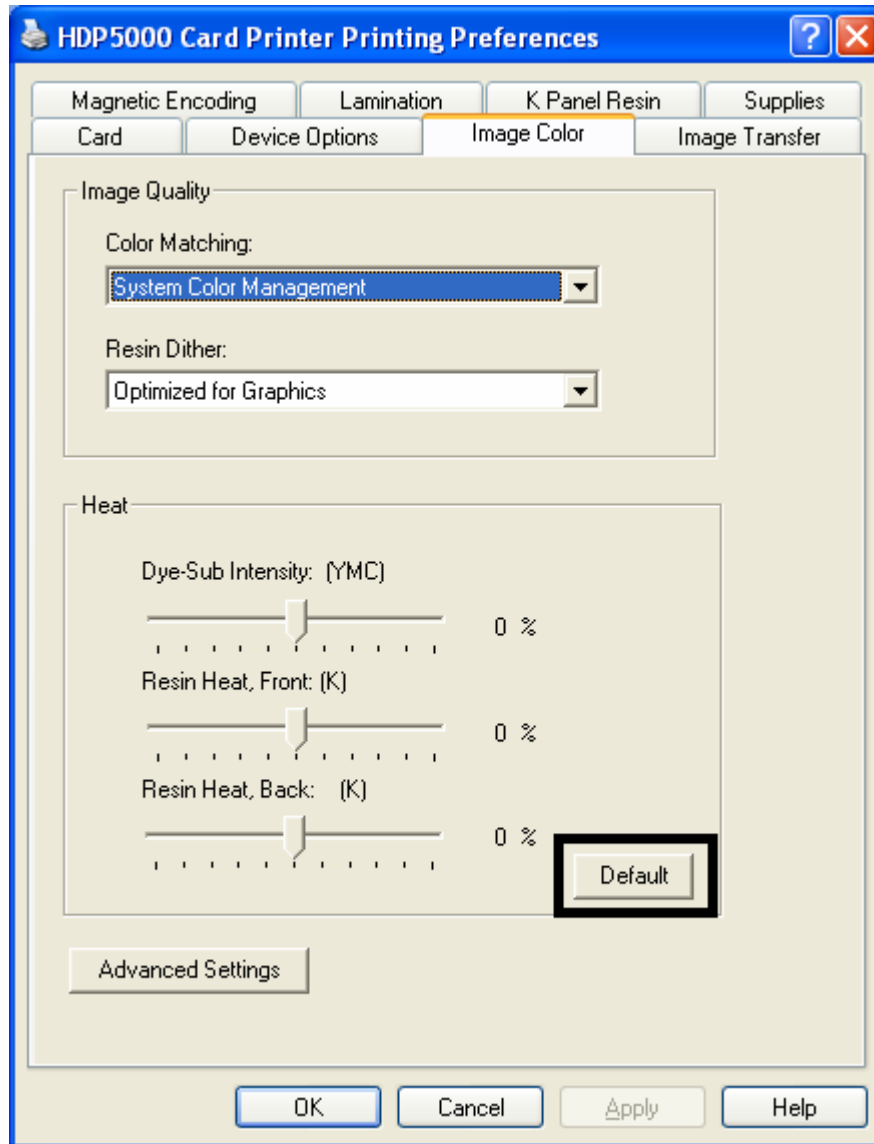 HDP5000 Card Printer Printing Preferences
Magnetic Encoding Lamination K Panel Resin Supplies
Card Device Options Image Color Image Transfer
Image Quality
Color Matching:
System Color Management
Resin Dither:
Optimized for Graphics
Heat
Dye-Sub Intensity: (YMC)
0 %
Resin Heat, Front: (K)
0 %
Resin Heat, Back: (K)
0 %
Default
Advanced Settings
OK Cancel Apply Help